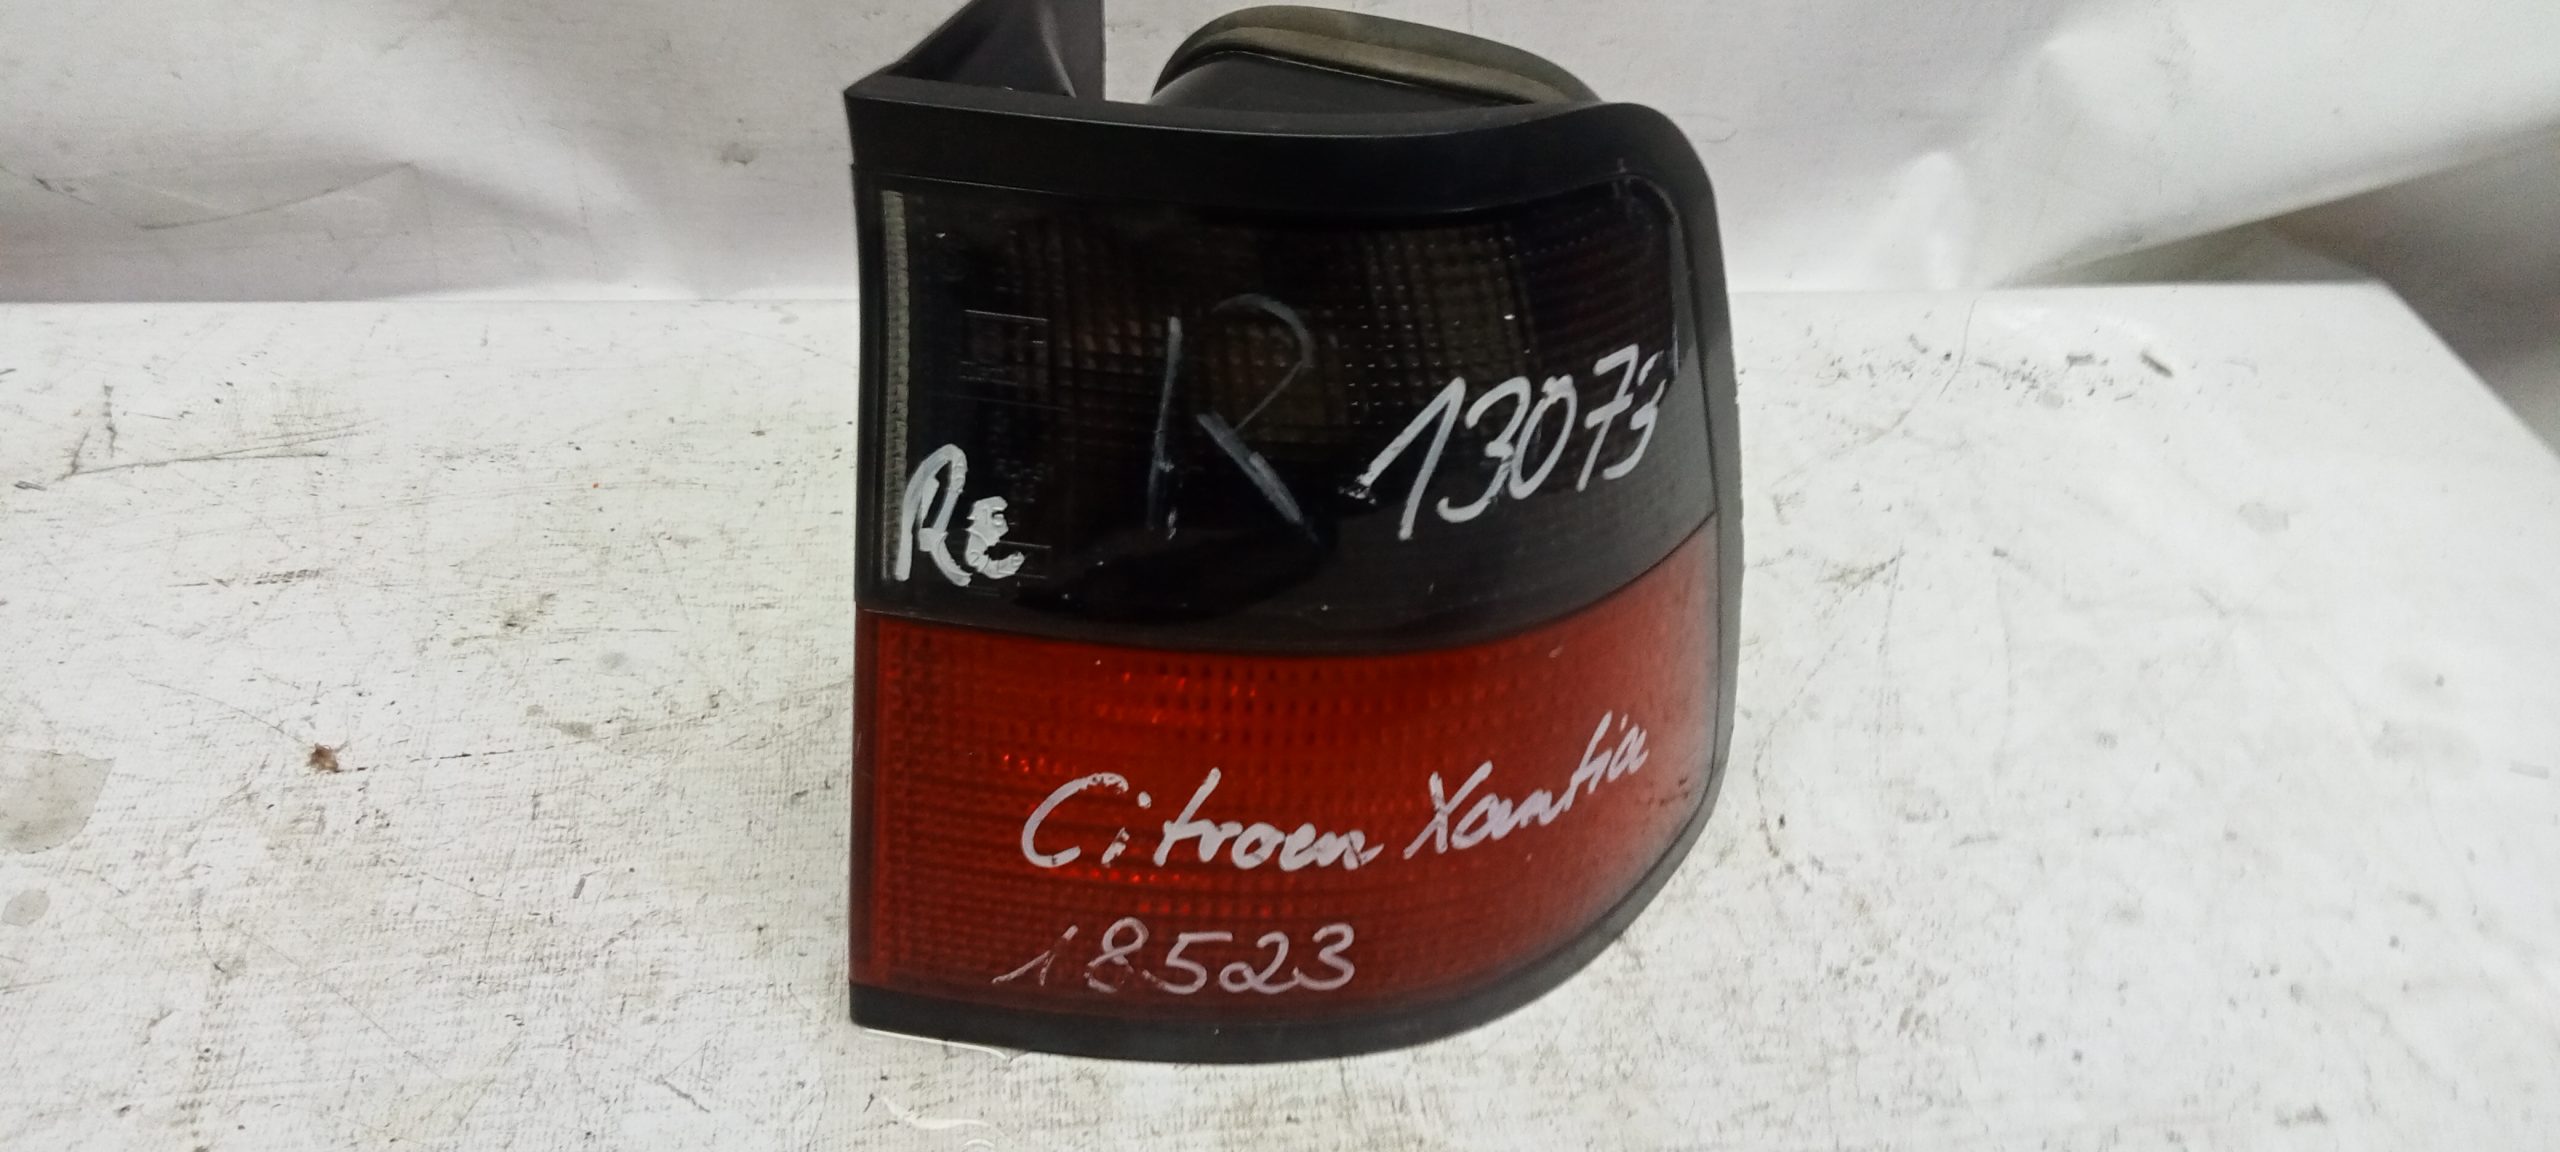 R
13073
Re
Citroen Xantia
18523